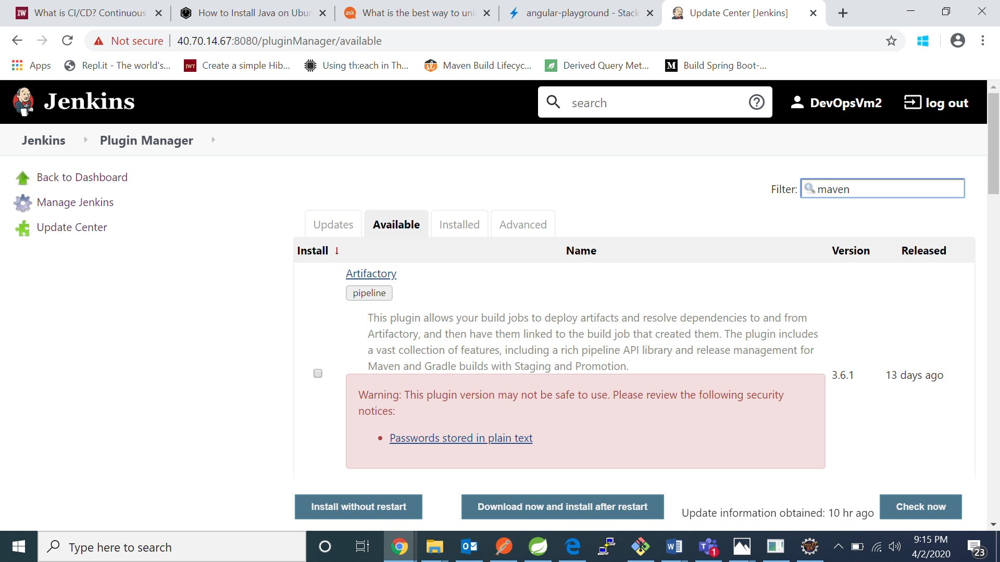 What is CI/CD? Continuous
How to Install Java on Ubu
What is the best way to uni
angular-playground - Stack
Update Center [Jenkins]
Not secure
40.70.14.67:8080/pluginManager/available
Apps
Repl.it - The world's...
Create a simple Hib...
Using th:each in Th...
Maven Build Lifecyc...
Derived Query Met...
Build Spring Boot-...
Jenkins
search
DevOpsVm2
log out
Jenkins
Plugin Manager
Back to Dashboard
Manage Jenkins
Update Center
Filter: maven
Updates
Available
Installed
Advanced
Install ↓
Name
Version
Released
Artifactory
pipeline
This plugin allows your build jobs to deploy artifacts and resolve dependencies to and from
Artifactory, and then have them linked to the build job that created them. The plugin includes
a vast collection of features, including a rich pipeline API library and release management for
Maven and Gradle builds with Staging and Promotion.
Warning: This plugin version may not be safe to use. Please review the following security
notices:
Passwords stored in plain text
3.6.1
13 days ago
Install without restart
Download now and install after restart
Update information obtained: 10 hr ago
Check now
Type here to search
9:15 PM
4/2/2020
23